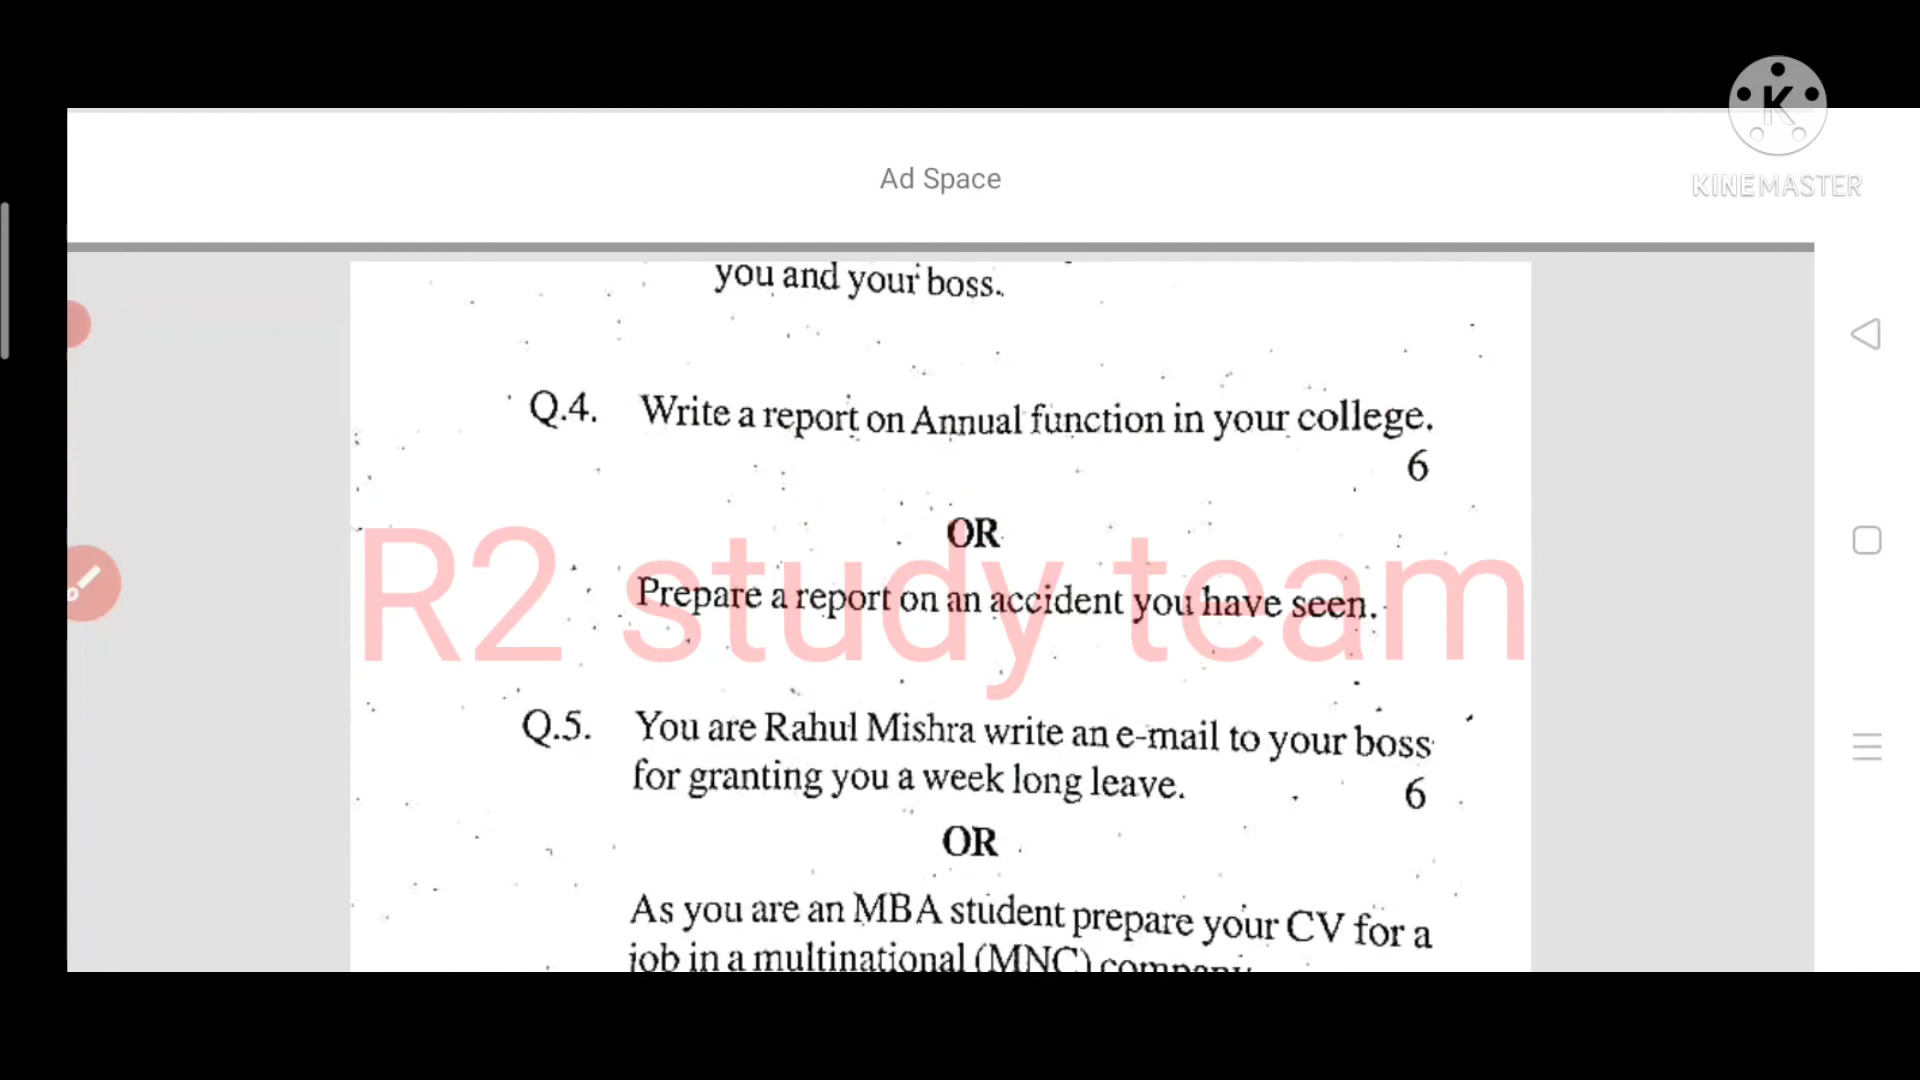 KINEMASTER
Ad Space
you and your boss.
Q.4. Write a report on Annual function in your college.
6
OR
Prepare a report on an accident you have seen.
R2 study team
Q.5. You are Rahul Mishra write an e-mail to your boss
for granting you a week long leave. 6
OR
As you are an MBA student prepare your CV for a
job in a multinational (MNC) company.